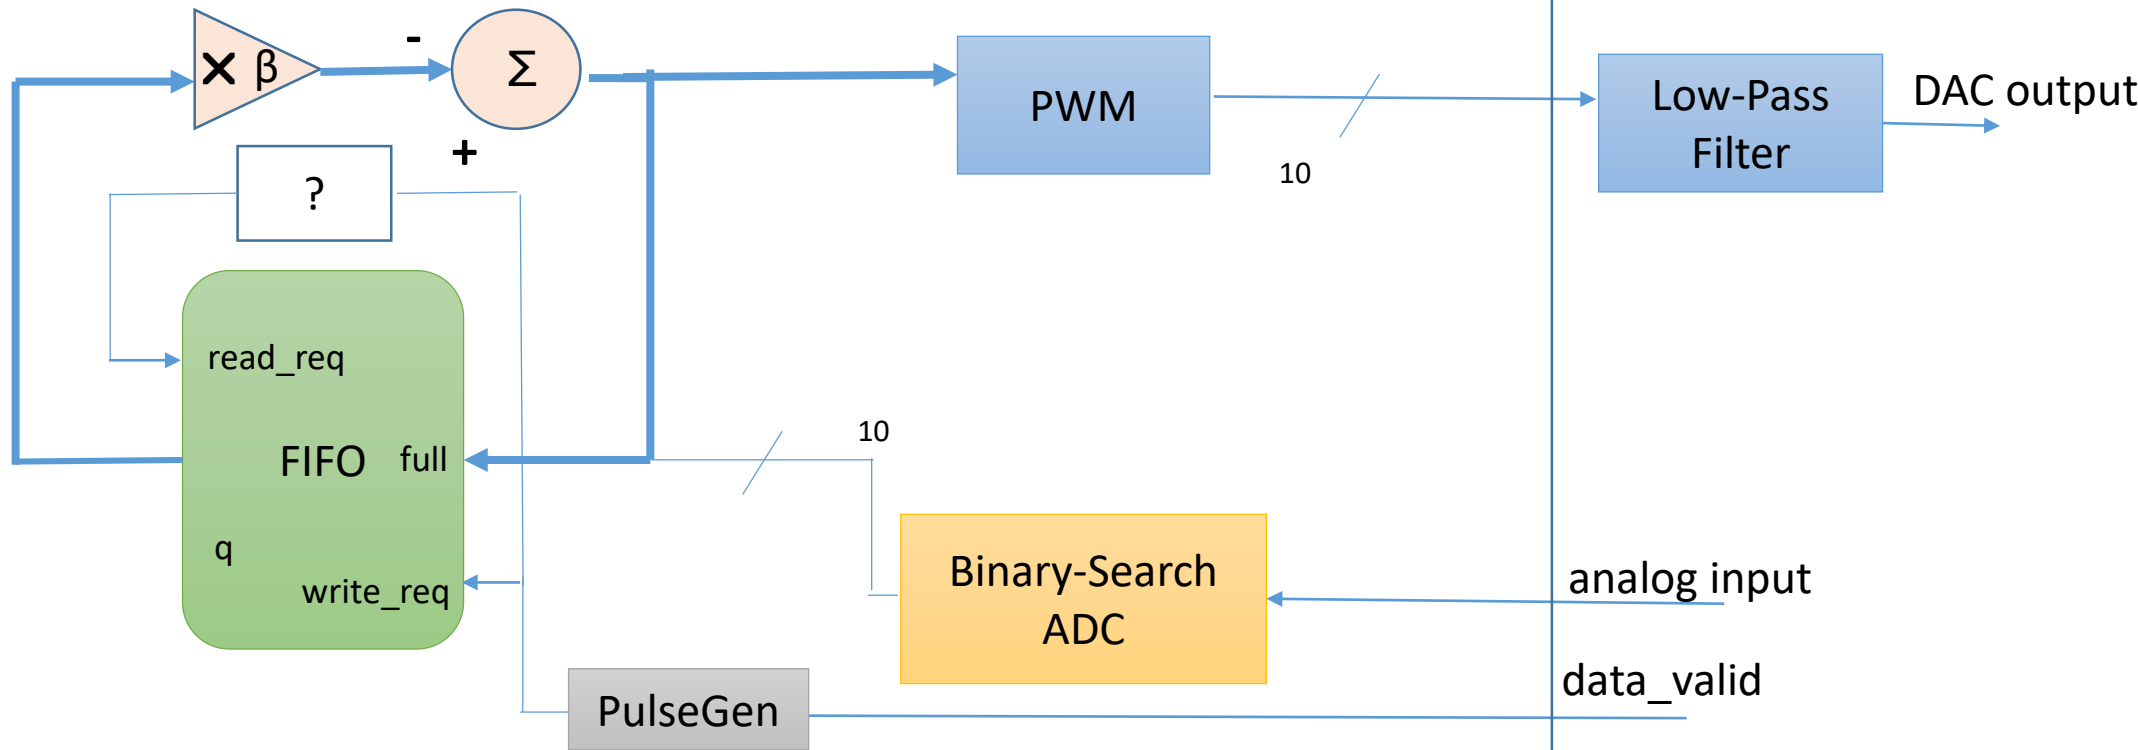 × β
-
Σ
+
PWM
10
Low-Pass
Filter
DAC output
?
read_req
FIFO
full
q
write_req
10
Binary-Search
ADC
analog input
data_valid
PulseGen